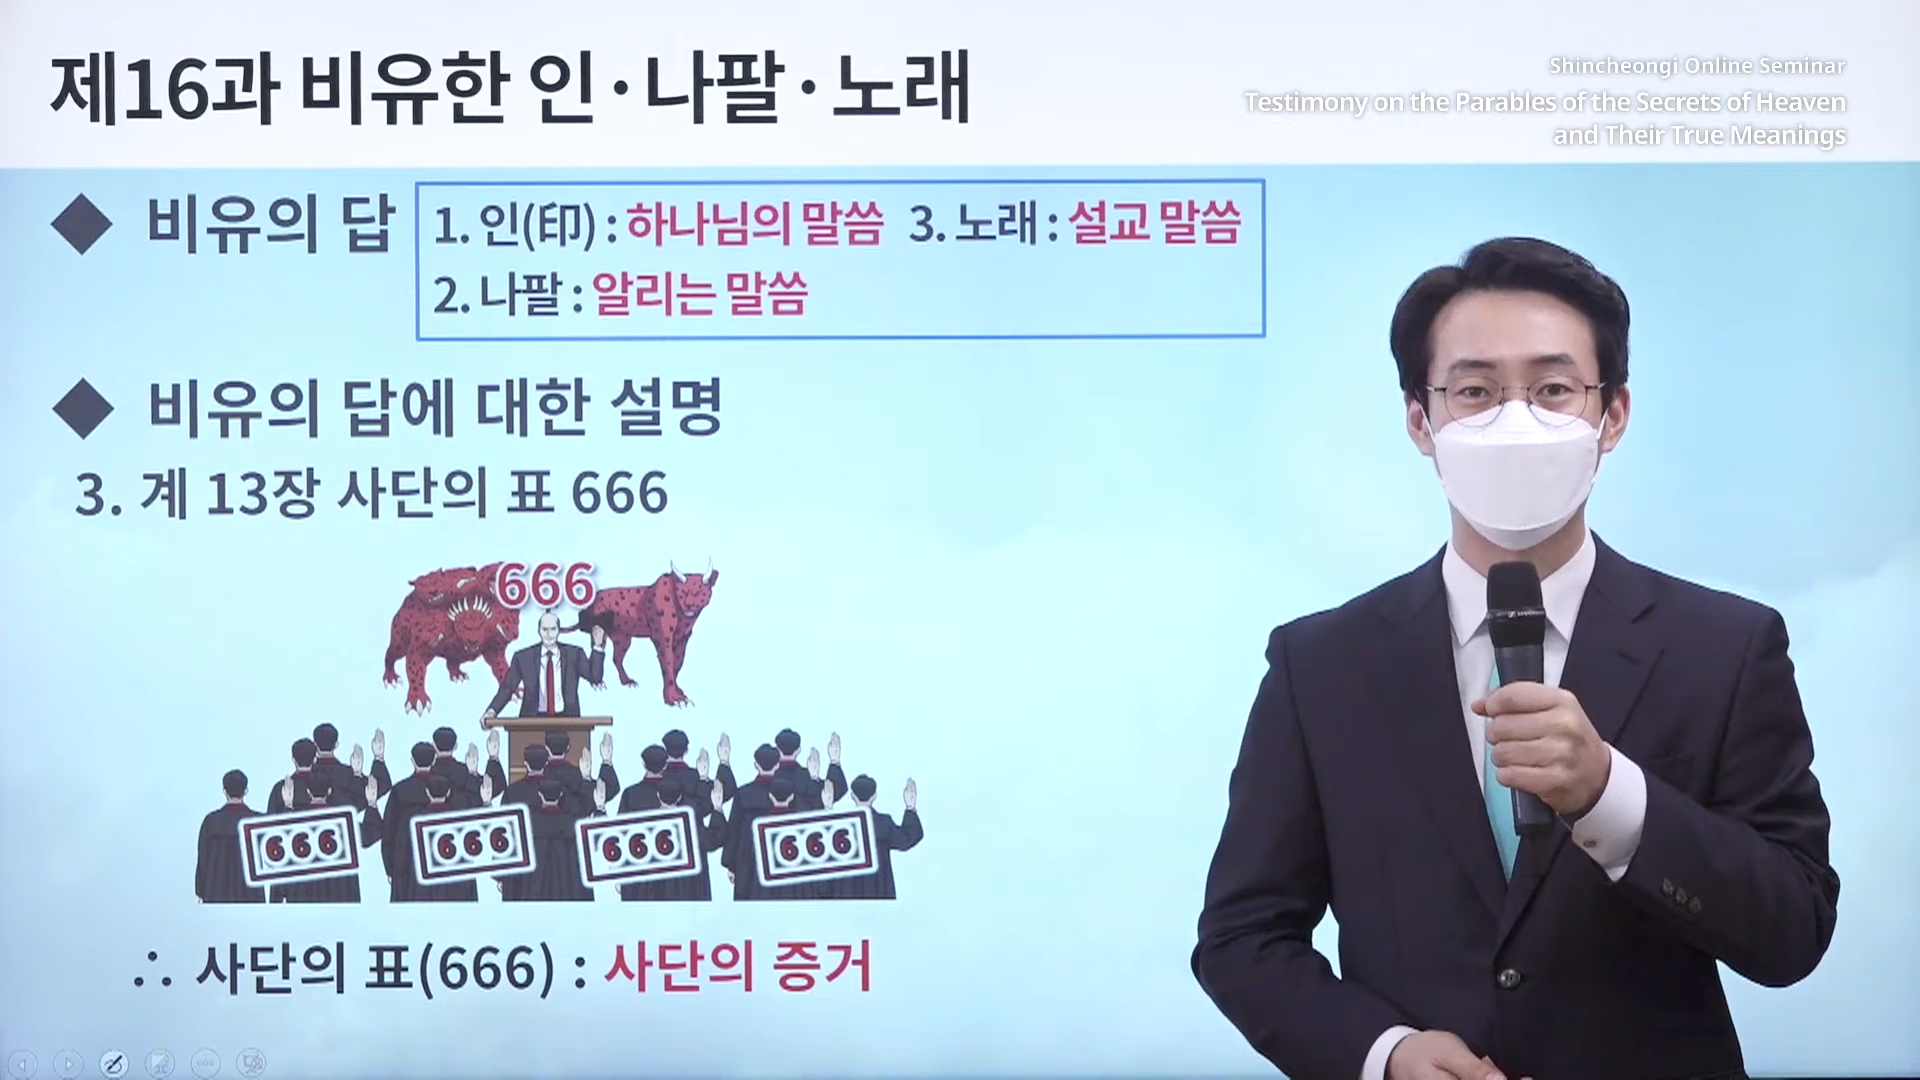 제16과 비유한 인·나팔·노래
Shincheongi Online Seminar
Testimony on the Parables of the Secrets of Heaven
and Their True Meanings
◆ 비유의 답
1. 인(印) : 하나님의 말씀 3. 노래 : 설교 말씀
2. 나팔 : 알리는 말씀
◆ 비유의 답에 대한 설명
3. 계 13장 사단의 표 666
666
666 666 666 666
∴ 사단의 표(666) : 사단의 증거